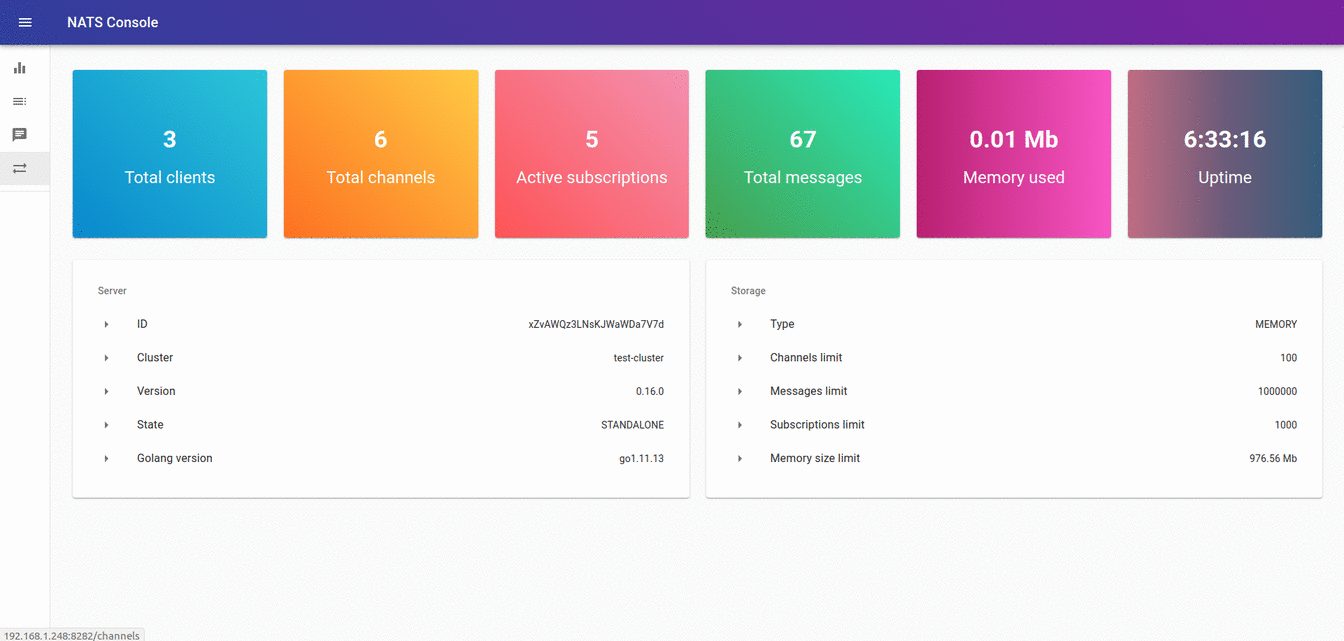 NATS Console
3
Total clients
6
Total channels
5
Active subscriptions
67
Total messages
0.01 Mb
Memory used
6:33:16
Uptime
Server
ID xZvAWQz3LNsKJWaWDa7V7d
Cluster test-cluster
Version 0.16.0
State STANDALONE
Golang version go1.11.13
Storage
Type MEMORY
Channels limit 100
Messages limit 1000000
Subscriptions limit 1000
Memory size limit 976.56 Mb
192.168.1.248:8282/channels